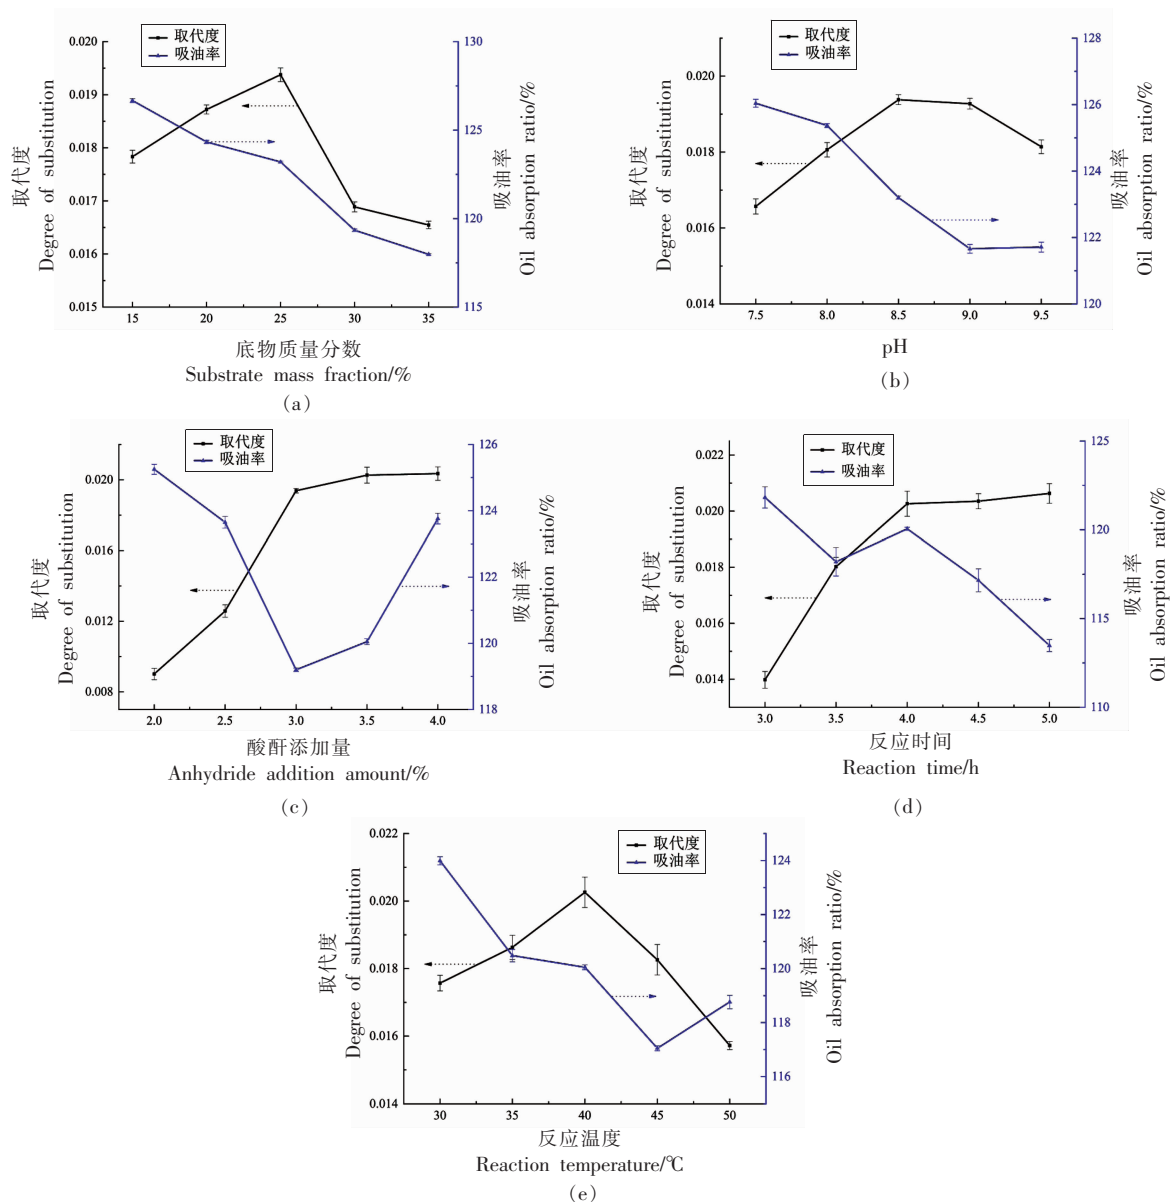 取代度
吸油率
0.020
0.019
0.018
0.017
0.016
0.015
130
125
120
115
取代度
Degree of substitution
吸油率
Oil absorption ratio/%
15 20 25 30 35
底物质量分数
Substrate mass fraction/%
(a)
取代度
吸油率
0.020
0.018
0.016
0.014
128
126
124
122
120
取代度
Degree of substitution
吸油率
Oil absorption ratio/%
7.5 8.0 8.5 9.0 9.5
pH
(b)
取代度
吸油率
0.020
0.016
0.012
0.008
126
124
122
120
118
取代度
Degree of substitution
吸油率
Oil absorption ratio/%
2.0 2.5 3.0 3.5 4.0
酸酐添加量
Anhydride addition amount/%
(c)
取代度
吸油率
0.022
0.020
0.018
0.016
0.014
125
120
115
110
取代度
Degree of substitution
吸油率
Oil absorption ratio/%
3.0 3.5 4.0 4.5 5.0
反应时间
Reaction time/h
(d)
取代度
吸油率
0.022
0.020
0.018
0.016
0.014
124
122
120
118
116
取代度
Degree of substitution
吸油率
Oil absorption ratio/%
30 35 40 45 50
反应温度
Reaction temperature/℃
(e)